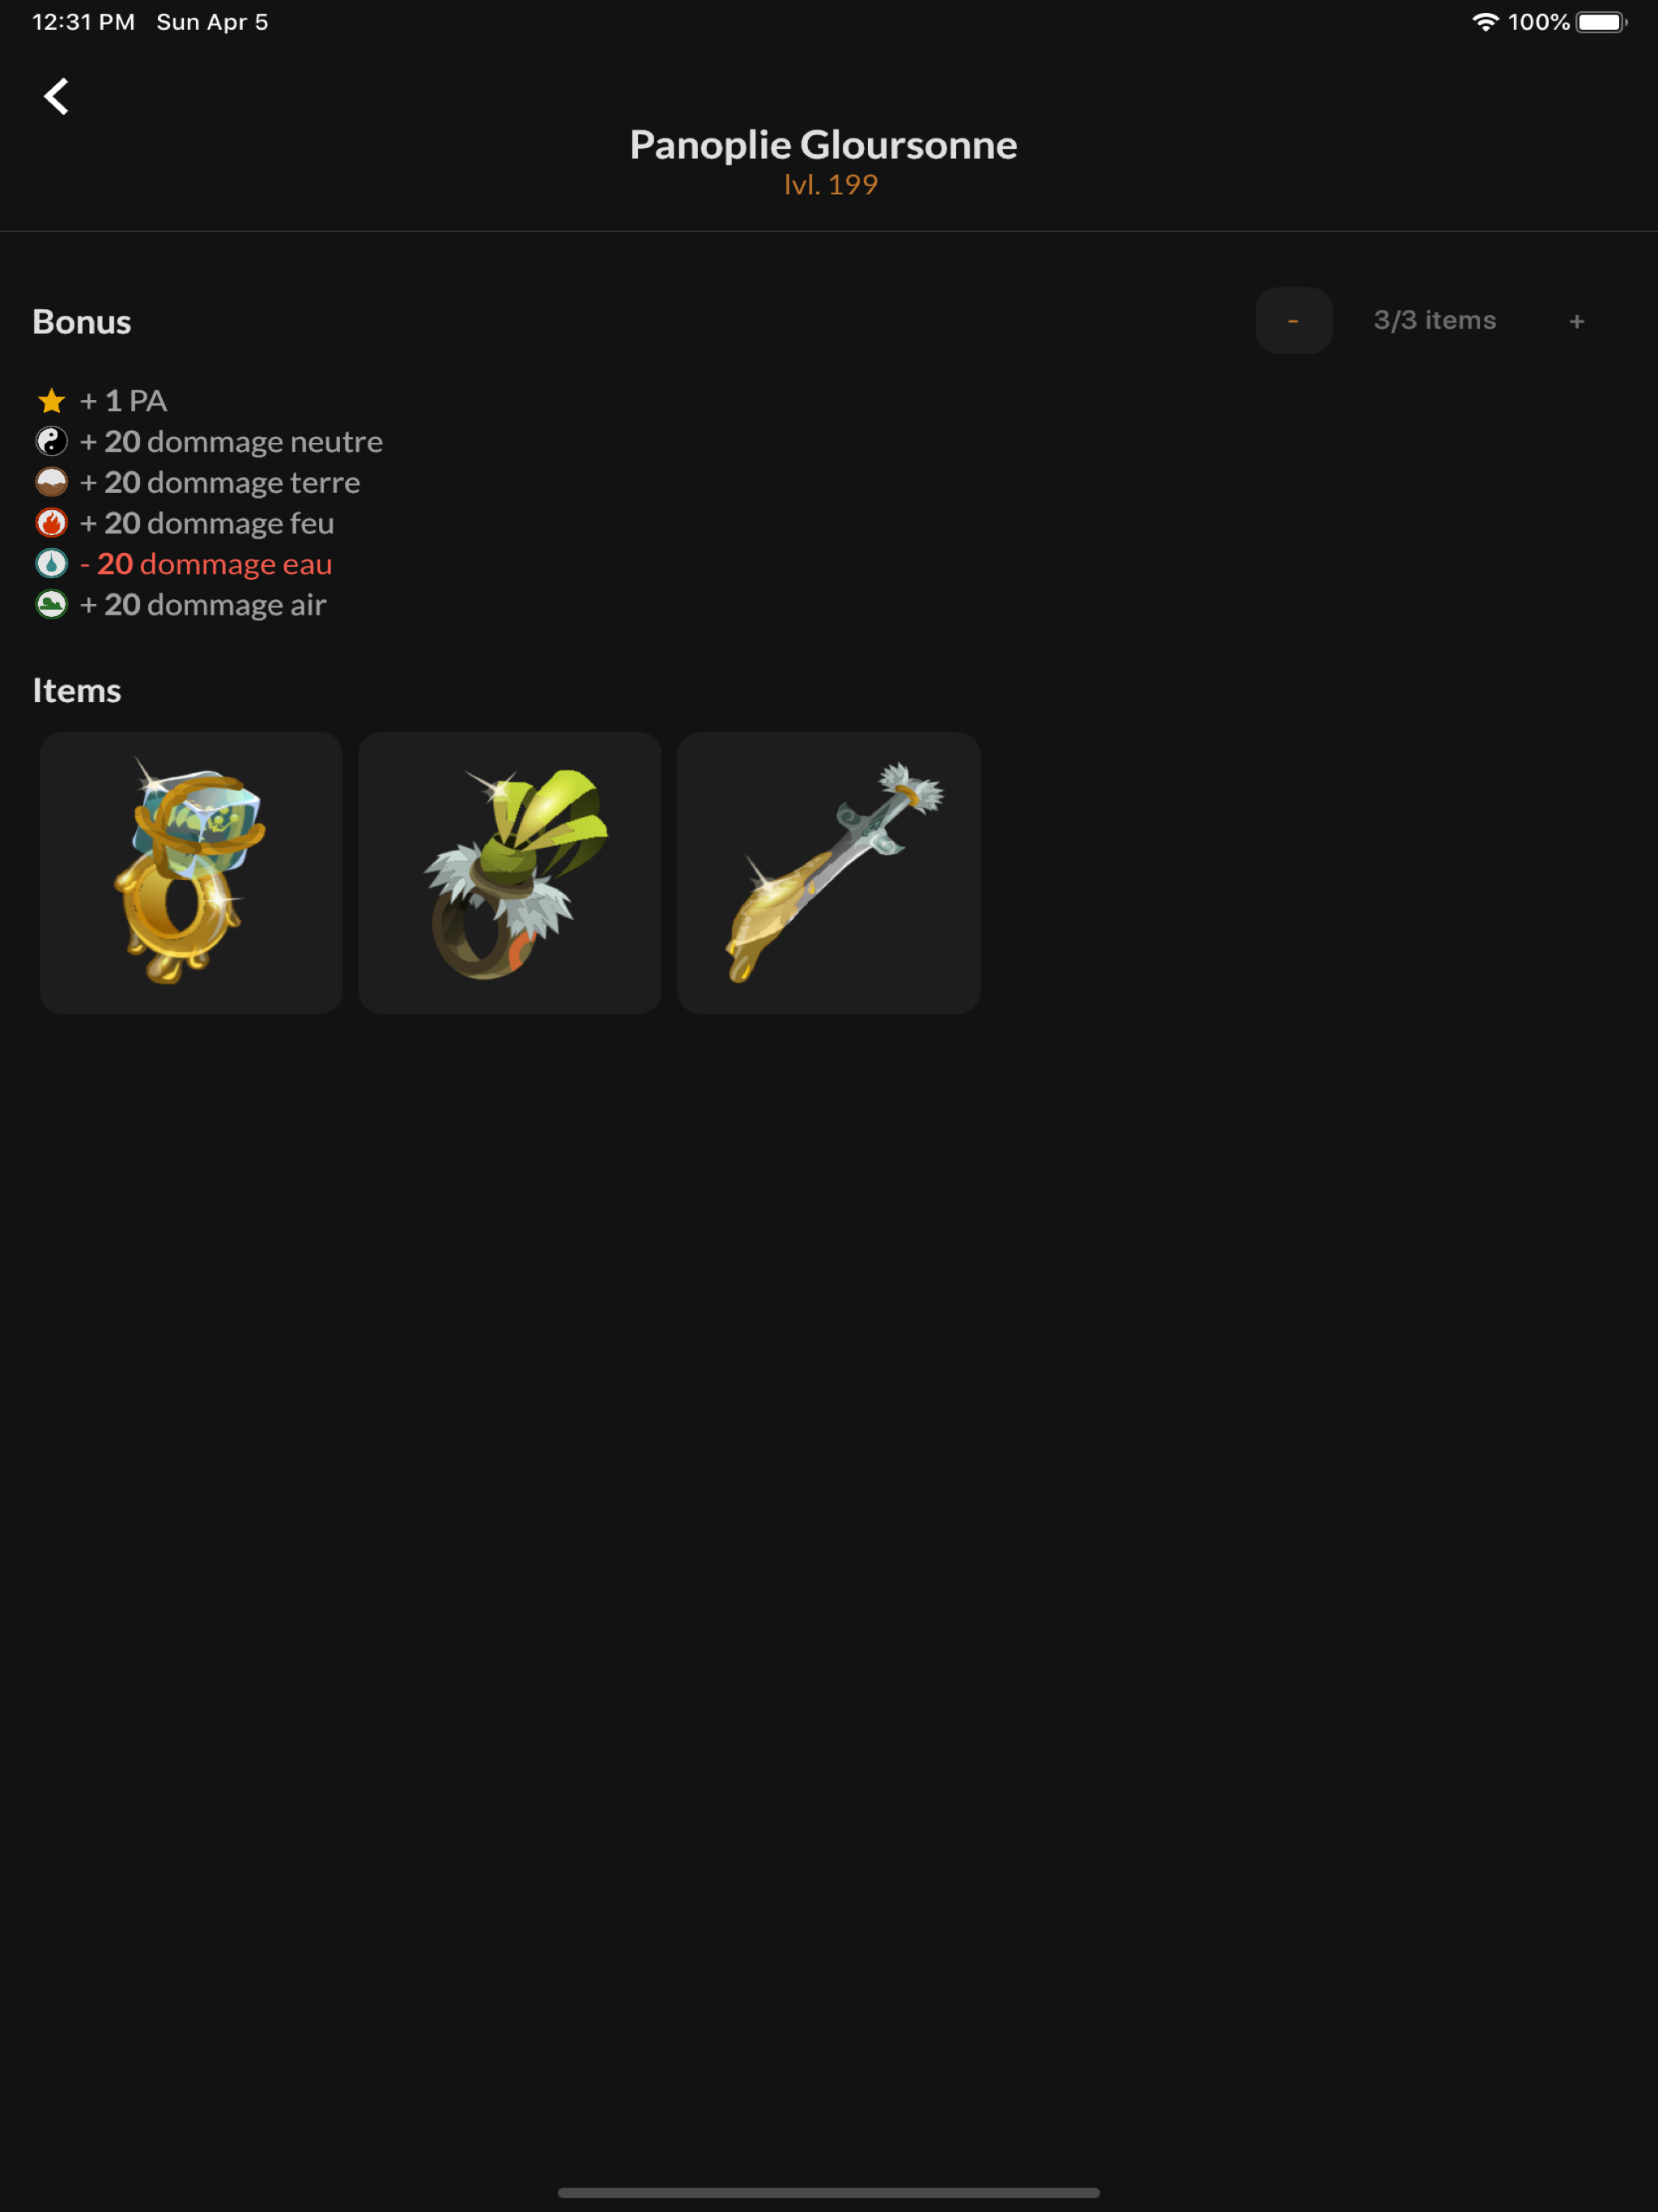 12:31 PM Sun Apr 5 100%
Panoplie Gloursonne
lvl. 199
Bonus - 3/3 items +
+ 1 PA
+ 20 dommage neutre
+ 20 dommage terre
+ 20 dommage feu
- 20 dommage eau
+ 20 dommage air
Items